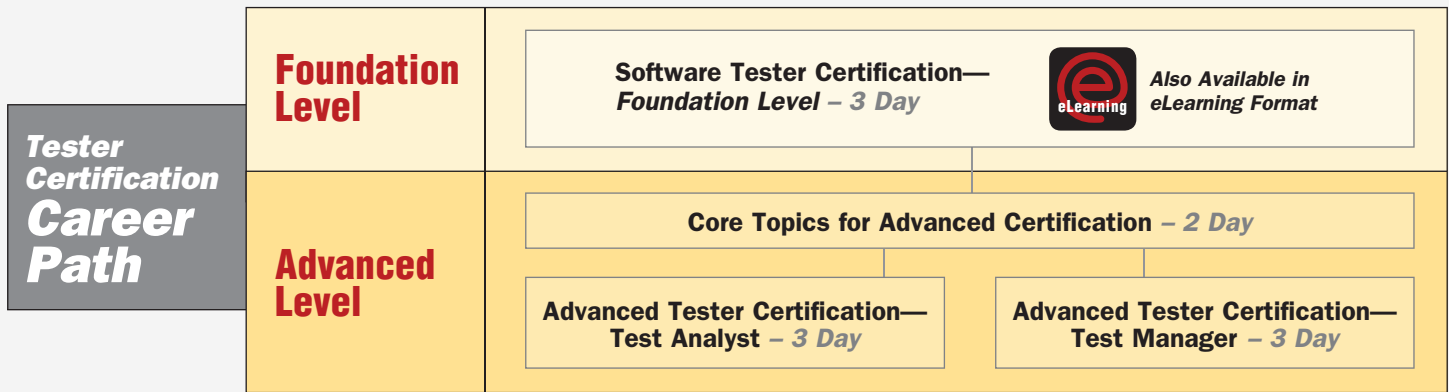 Tester
Certification
Career
Path
Foundation
Level
Software Tester Certification—
Foundation Level – 3 Day
eLearning
Also Available in
eLearning Format
Advanced
Level
Core Topics for Advanced Certification – 2 Day
Advanced Tester Certification—
Test Analyst – 3 Day
Advanced Tester Certification—
Test Manager – 3 Day